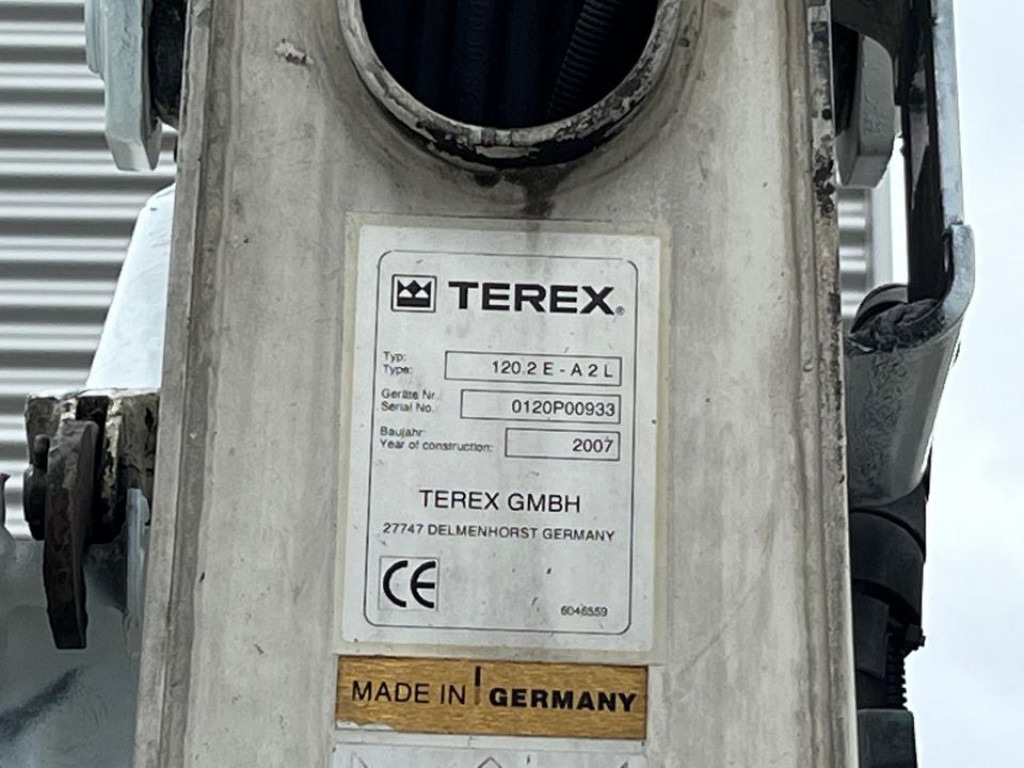 TEREX®
Typ:
Type: 120.2 E - A 2 L
Geräte Nr.:
Serial No. 0120P00933
Baujahr:
Year of construction: 2007
TEREX GMBH
27747 DELMENHORST GERMANY
CE
6046559
MADE IN GERMANY